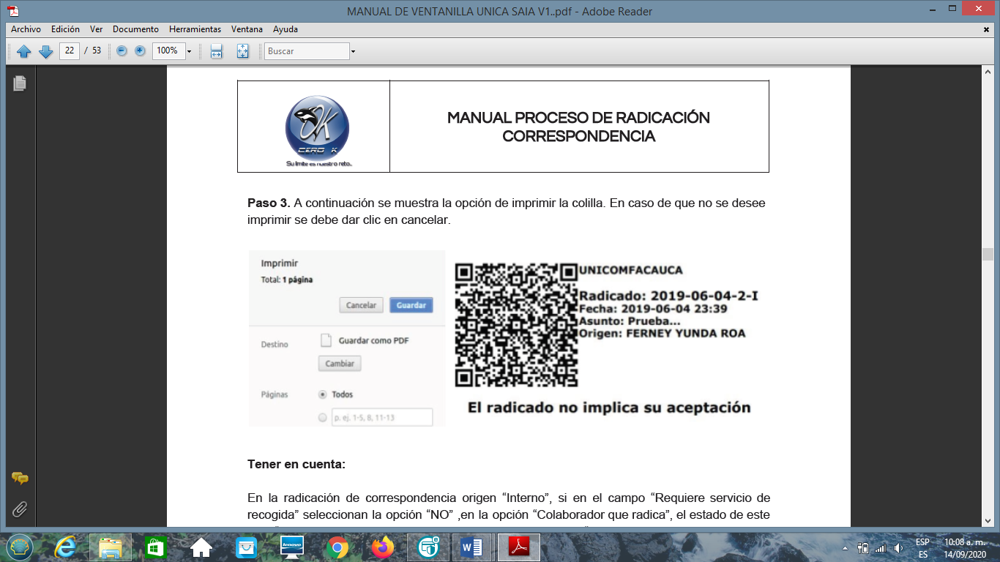 MANUAL DE VENTANILLA UNICA SAIA V1..pdf - Adobe Reader
Archivo Edición Ver Documento Herramientas Ventana Ayuda
22 / 53 100% Buscar
OK
CERO K
Su límite es nuestro reto..
MANUAL PROCESO DE RADICACIÓN
CORRESPONDENCIA
Paso 3. A continuación se muestra la opción de imprimir la colilla. En caso de que no se desee
imprimir se debe dar clic en cancelar.
Imprimir
Total: 1 página
Cancelar Guardar
Destino Guardar como PDF
Cambiar
Páginas Todos
p. ej. 1-5, 8, 11-13
UNICOMFACAUCA
Radicado: 2019-06-04-2-I
Fecha: 2019-06-04 23:39
Asunto: Prueba...
Origen: FERNEY YUNDA ROA
El radicado no implica su aceptación
Tener en cuenta:
En la radicación de correspondencia origen “Interno”, si en el campo “Requiere servicio de
recogida” seleccionan la opción “NO” ,en la opción “Colaborador que radica”, el estado de este
lenovo
ESP
ES
10:08 a. m.
14/09/2020